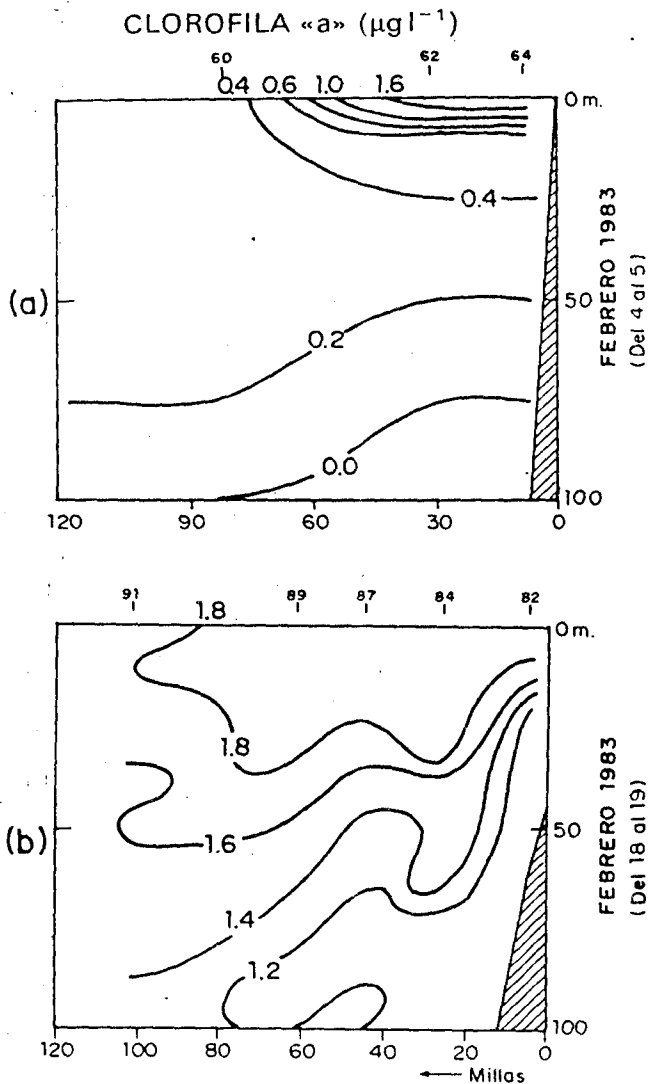 CLOROFILA «a» (µg l⁻¹)
60 62 64
0.4 0.6 1.0 1.6
0 m.
0.4
50
0.2
0.0
100
120 90 60 30 0
(a)
FEBRERO 1983
(Del 4 al 5)
91 89 87 84 82
1.8
0 m.
1.8
50
1.6
1.4
1.2
100
120 100 80 60 40 20 0
← Millas
(b)
FEBRERO 1983
(Del 18 al 19)